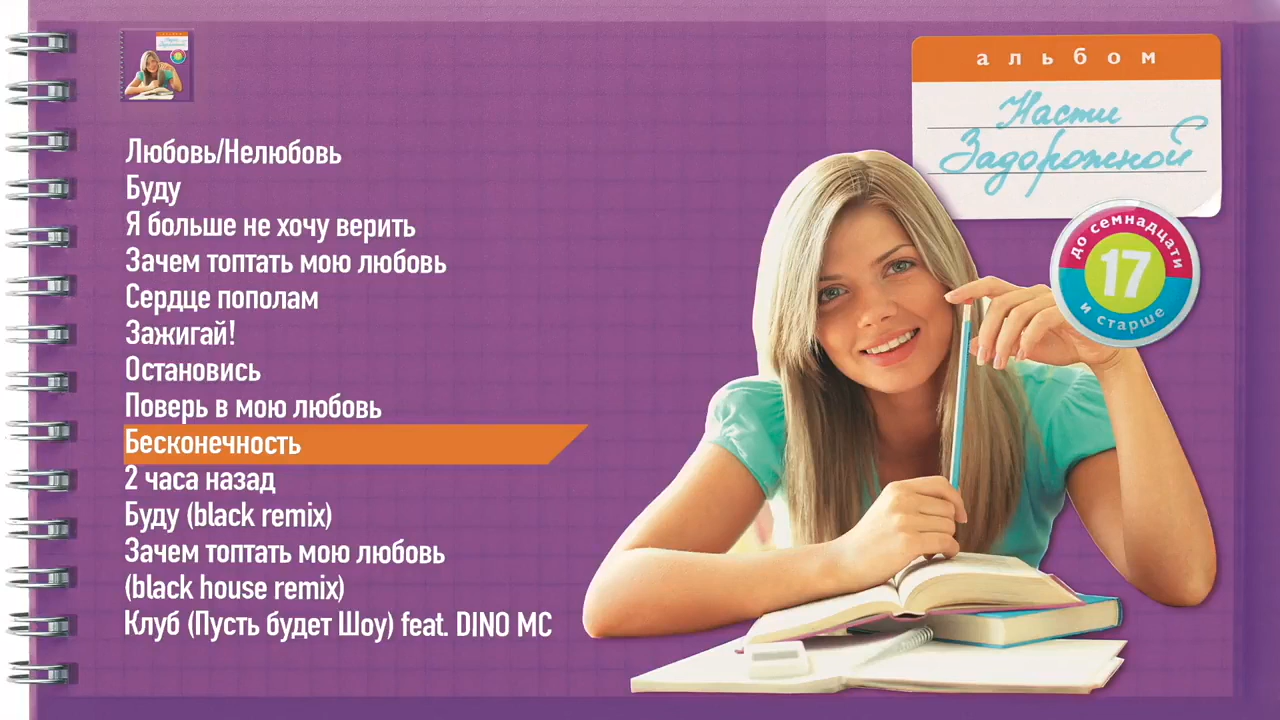 Любовь/Нелюбовь
Буду
Я больше не хочу верить
Зачем топтать мою любовь
Сердце пополам
Зажигай!
Остановись
Поверь в мою любовь
Бесконечность
2 часа назад
Буду (black remix)
Зачем топтать мою любовь
(black house remix)
Клуб (Пусть будет Шоу) feat. DINO MC
альбом
Насти
Задорожной
до семнадцати
17
и старше